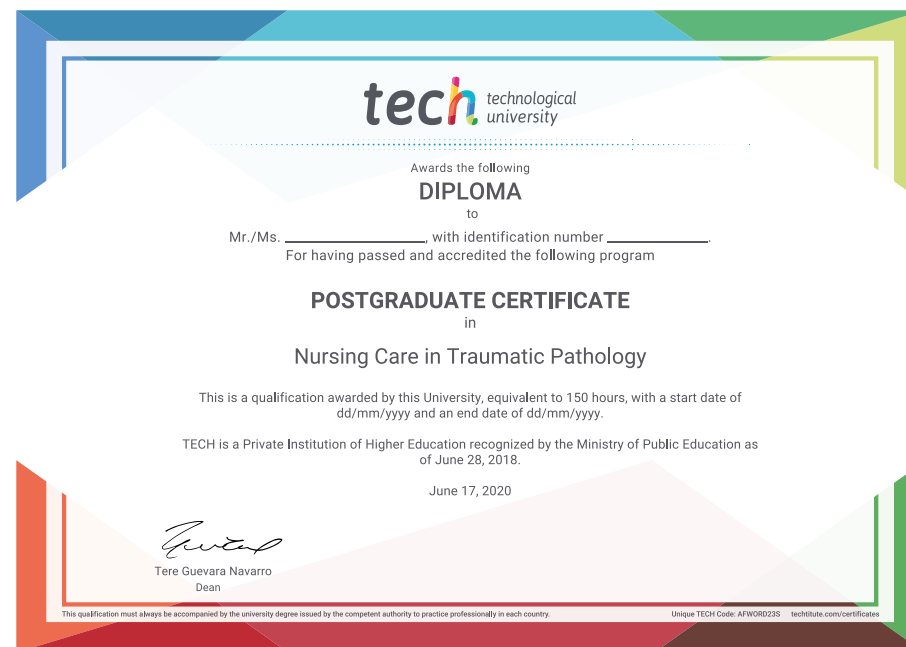 tech technological
university
Awards the following
DIPLOMA
to
Mr./Ms. ____________________, with identification number ______________.
For having passed and accredited the following program
POSTGRADUATE CERTIFICATE
in
Nursing Care in Traumatic Pathology
This is a qualification awarded by this University, equivalent to 150 hours, with a start date of
dd/mm/yyyy and an end date of dd/mm/yyyy.
TECH is a Private Institution of Higher Education recognized by the Ministry of Public Education as
of June 28, 2018.
June 17, 2020
Tere Guevara Navarro
Dean
This qualification must always be accompanied by the university degree issued by the competent authority to practice professionally in each country. Unique TECH Code: AFWORD23S techtitute.com/certificates